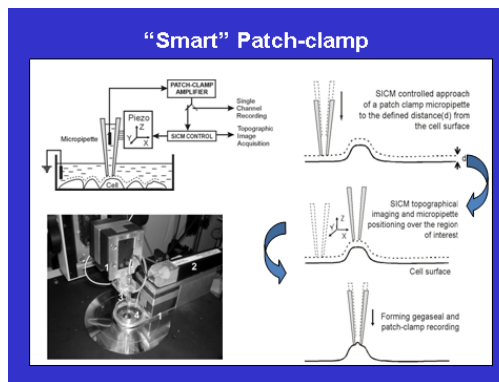 “Smart” Patch-clamp
PATCH-CLAMP
AMPLIFIER
Single
Channel
Recording
Piezo
Z
Y
X
Micropipette
SICM CONTROL
Topographic
Image
Acquisition
Cell
1
2
SICM controlled approach
of a patch clamp micropipette
to the defined distance(d) from
the cell surface
d
SICM topographical
imaging and micropipette
positioning over the region
of interest
Z
Y
X
Cell surface
Forming gegaseal and
patch-clamp recording